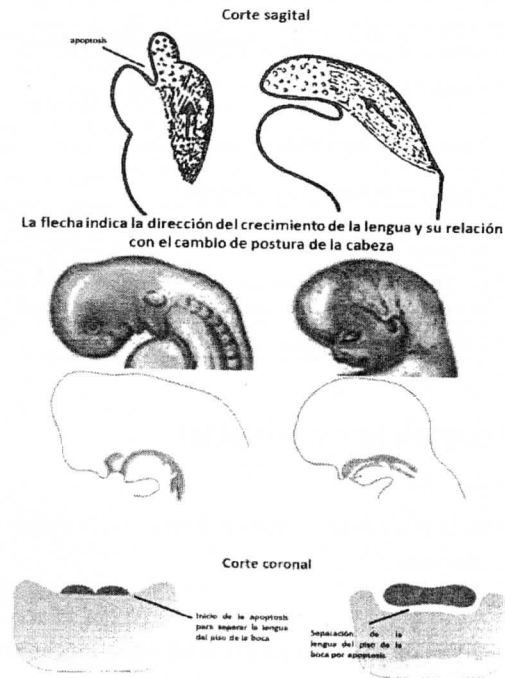 Corte sagital
apoptosis
La flecha indica la dirección del crecimiento de la lengua y su relación
con el cambio de postura de la cabeza
Corte coronal
Inicio de la apoptosis
para separar la lengua
del piso de la boca
Separación de la
lengua del piso de la
boca por apoptosis